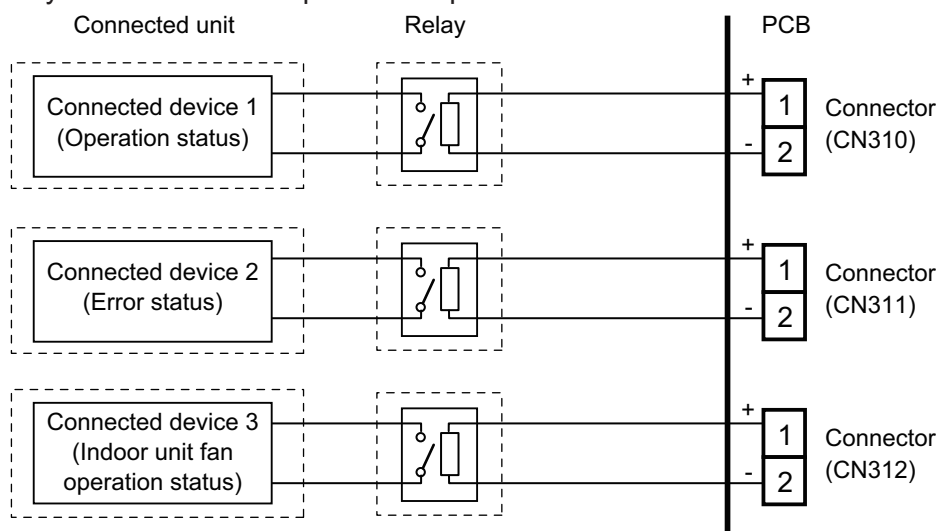 Connected unit
Relay
PCB
Connected device 1
(Operation status)
+
1
-
2
Connector
(CN310)
Connected device 2
(Error status)
+
1
-
2
Connector
(CN311)
Connected device 3
(Indoor unit fan
operation status)
+
1
-
2
Connector
(CN312)